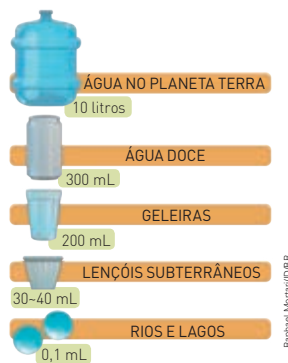 ÁGUA NO PLANETA TERRA
10 litros
ÁGUA DOCE
300 mL
GELEIRAS
200 mL
LENÇÓIS SUBTERRÂNEOS
30~40 mL
RIOS E LAGOS
0,1 mL